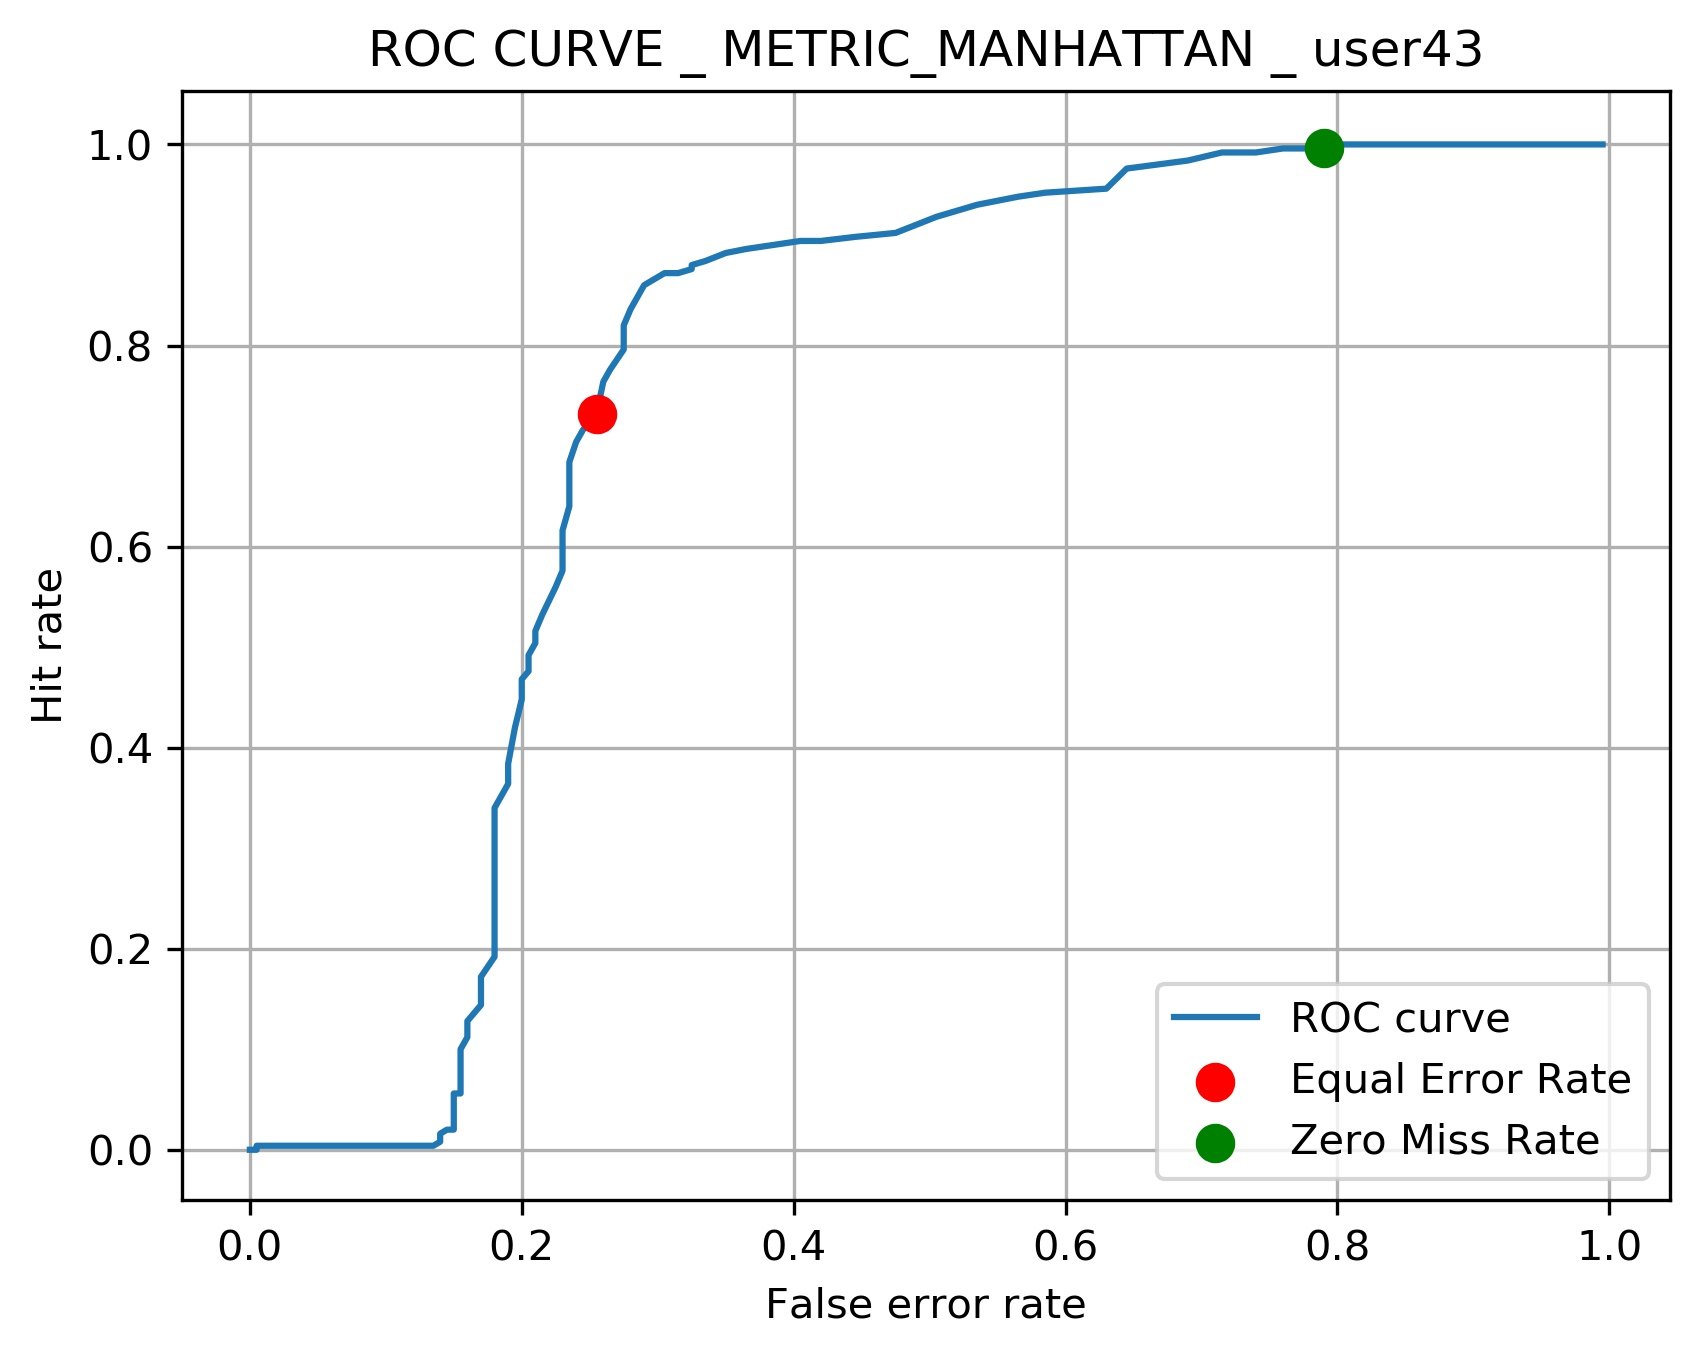 ROC CURVE _ METRIC_MANHATTAN _ user43
1.0
0.8
0.6
0.4
0.2
0.0
Hit rate
ROC curve
Equal Error Rate
Zero Miss Rate
0.0 0.2 0.4 0.6 0.8 1.0
False error rate